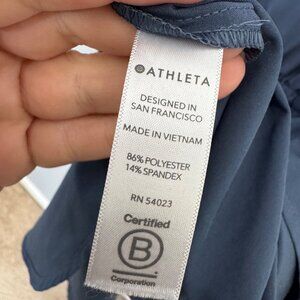 ATHLETA
DESIGNED IN
SAN FRANCISCO
MADE IN VIETNAM
86% POLYESTER
14% SPANDEX
RN 54023
Certified
B
Corporation